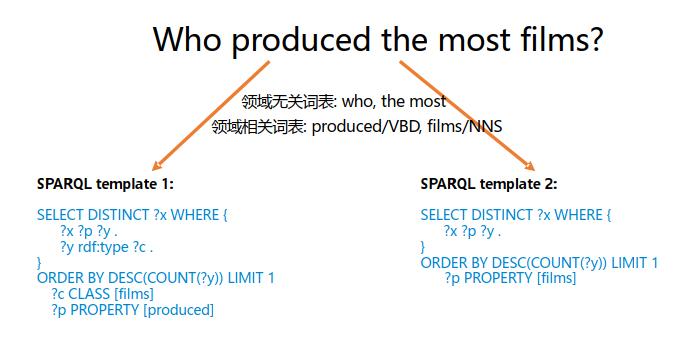 Who produced the most films?
领域无关词表: who, the most
领域相关词表: produced/VBD, films/NNS
SPARQL template 1:
SELECT DISTINCT ?x WHERE {
?x ?p ?y .
?y rdf:type ?c .
}
ORDER BY DESC(COUNT(?y)) LIMIT 1
?c CLASS [films]
?p PROPERTY [produced]
SPARQL template 2:
SELECT DISTINCT ?x WHERE {
?x ?p ?y .
}
ORDER BY DESC(COUNT(?y)) LIMIT 1
?p PROPERTY [films]